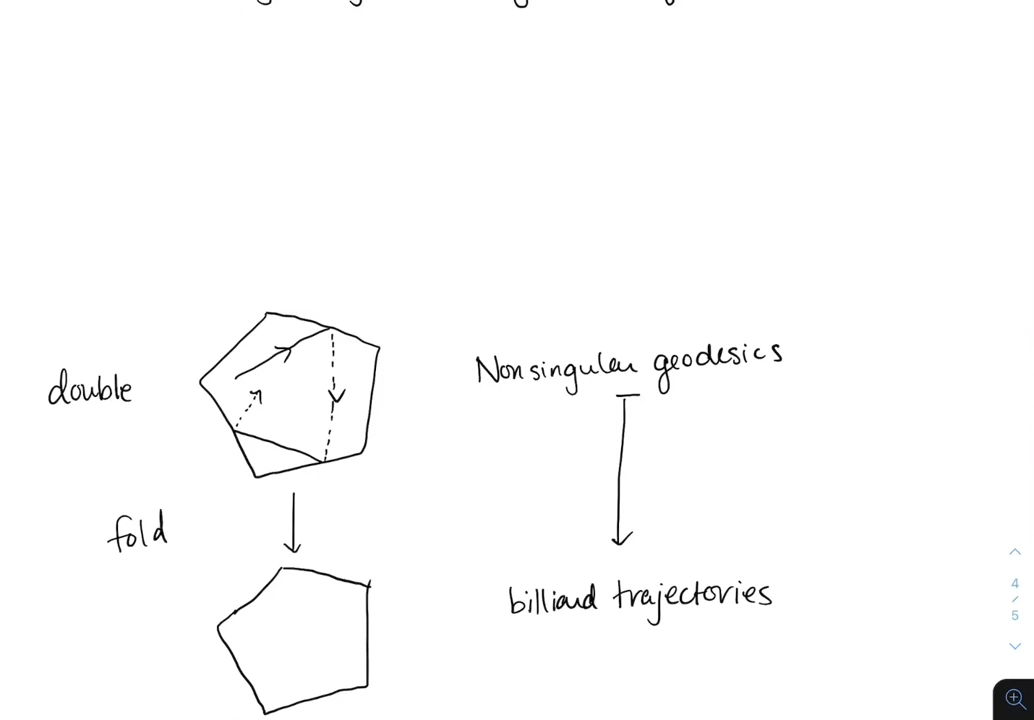 double
Nonsingular geodesics
fold
billiard trajectories
4
/
5